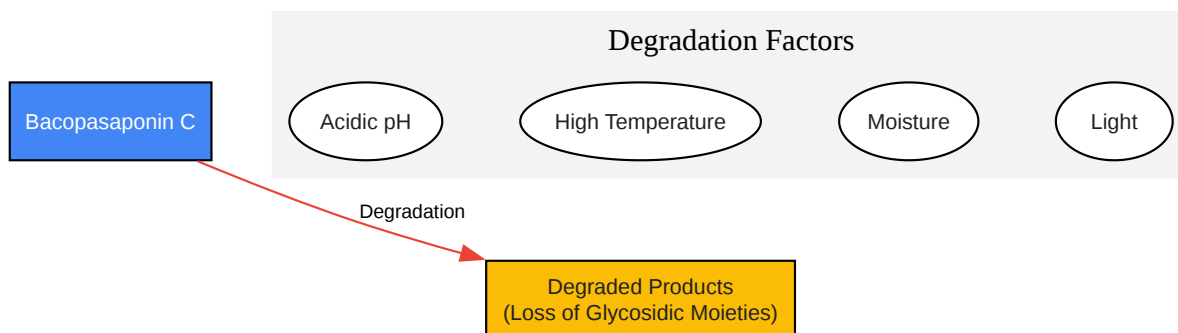 Degradation Factors
Bacopasaponin C
Acidic pH
High Temperature
Moisture
Light
Degradation
Degraded Products
(Loss of Glycosidic Moieties)